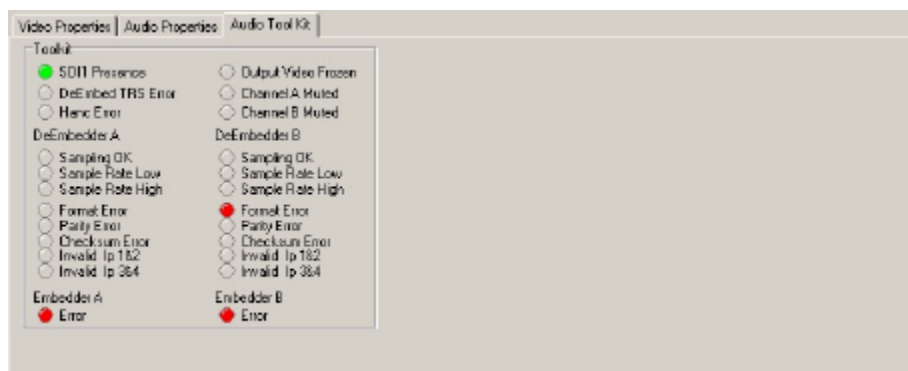 Video Properties Audio Properties Audio Tool Kit
Toolkit
SDI1 Presence
DeEmbed TRS Error
Hanc Error
Output Video Frozen
Channel A Muted
Channel B Muted
DeEmbedder A
Sampling OK
Sample Rate Low
Sample Rate High
Format Error
Parity Error
Checksum Error
Invalid Ip 1&2
Invalid Ip 3&4
DeEmbedder B
Sampling OK
Sample Rate Low
Sample Rate High
Format Error
Parity Error
Checksum Error
Invalid Ip 1&2
Invalid Ip 3&4
Embedder A
Error
Embedder B
Error